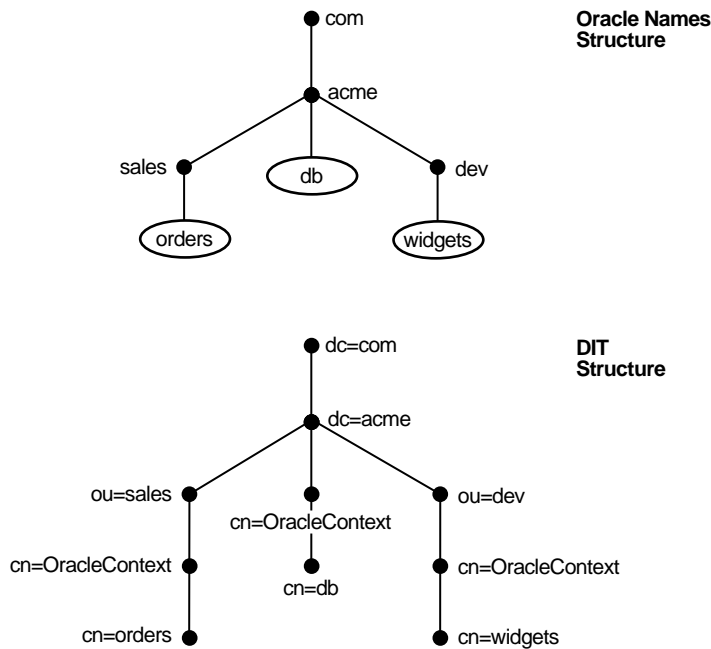 com
Oracle Names
Structure
acme
sales
db
dev
orders
widgets
dc=com
DIT
Structure
dc=acme
ou=sales
ou=dev
cn=OracleContext
cn=OracleContext
cn=OracleContext
cn=db
cn=orders
cn=widgets